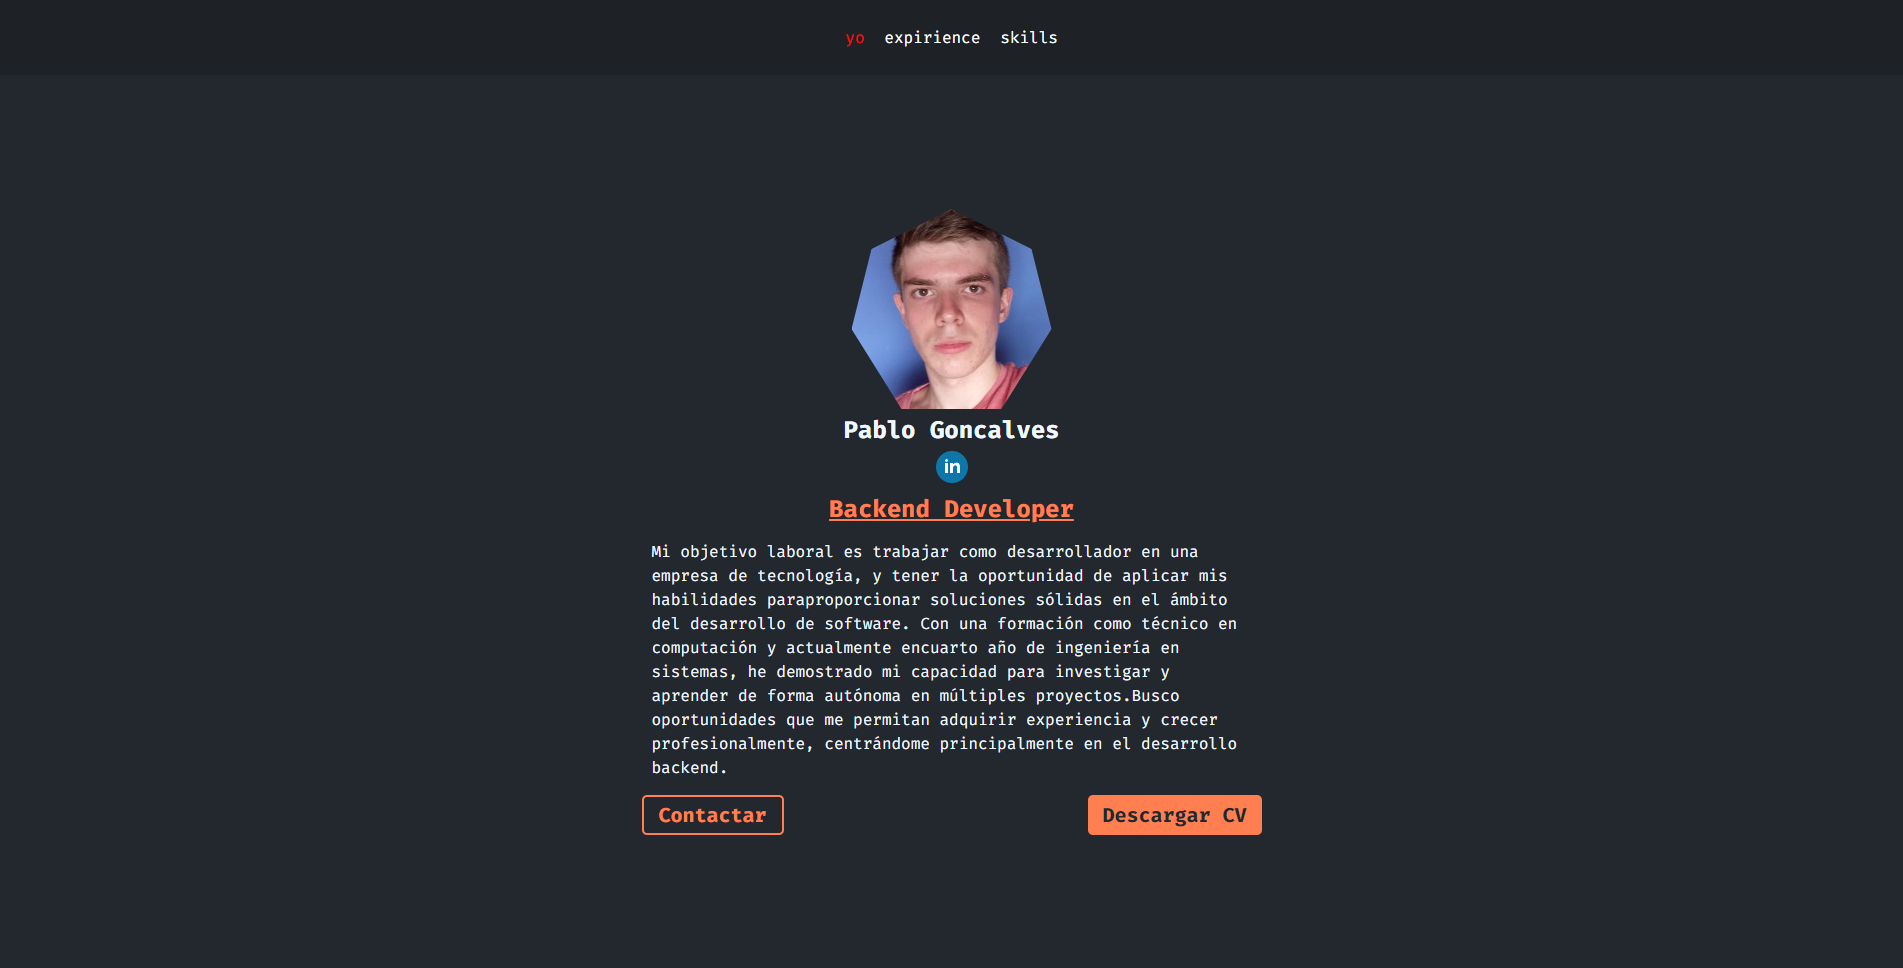 yo expirience skills
Pablo Goncalves
in
Backend Developer
Mi objetivo laboral es trabajar como desarrollador en una
empresa de tecnología, y tener la oportunidad de aplicar mis
habilidades paraproporcionar soluciones sólidas en el ámbito
del desarrollo de software. Con una formación como técnico en
computación y actualmente encuarto año de ingeniería en
sistemas, he demostrado mi capacidad para investigar y
aprender de forma autónoma en múltiples proyectos.Busco
oportunidades que me permitan adquirir experiencia y crecer
profesionalmente, centrándome principalmente en el desarrollo
backend.
Contactar Descargar CV